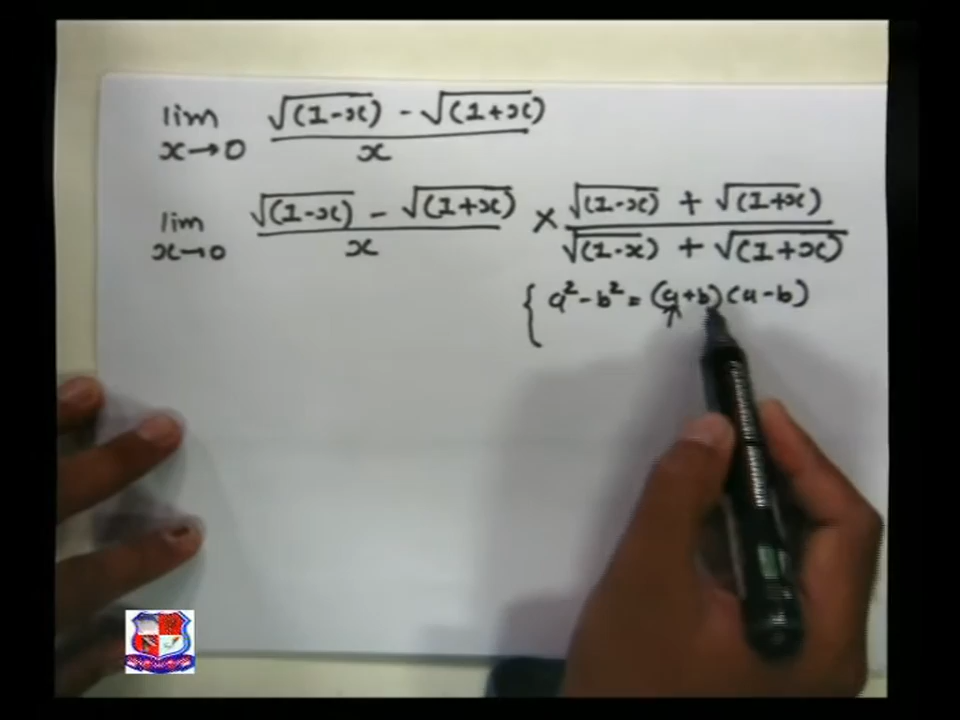 lim x→0 √(1-x) - √(1+x) / x
lim x→0 √(1-x) - √(1+x) / x × √(1-x) + √(1+x) / √(1-x) + √(1+x)
{ a² - b² = (a+b)(a-b)